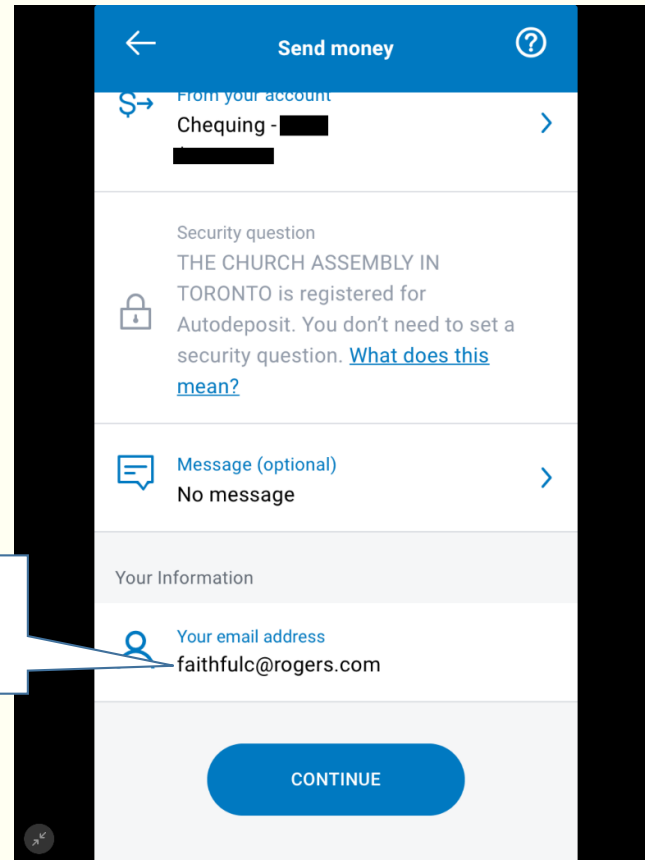 Send money
From your account
Chequing -
Security question
THE CHURCH ASSEMBLY IN
TORONTO is registered for
Autodeposit. You don't need to set a
security question. What does this
mean?
Message (optional)
No message
Your Information
Your email address
faithfulc@rogers.com
CONTINUE